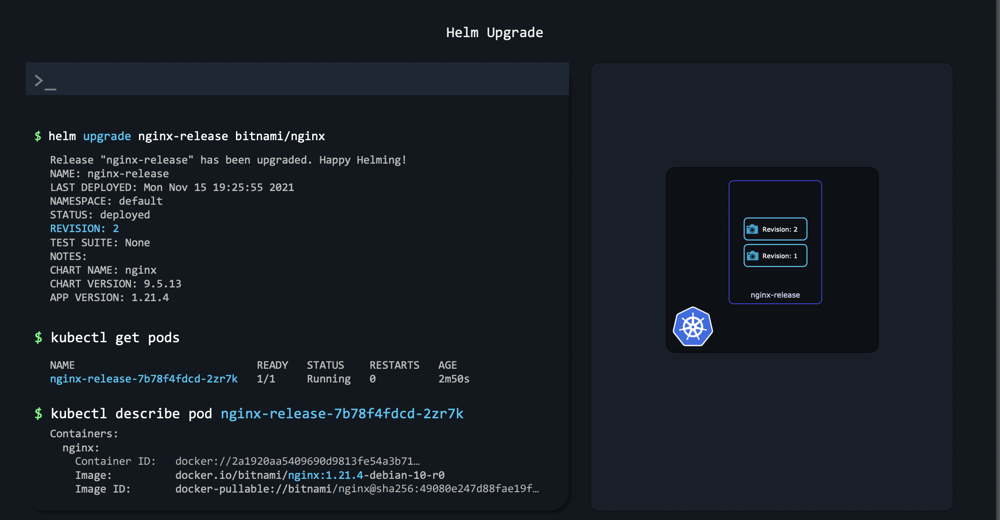 Helm Upgrade
>_
$ helm upgrade nginx-release bitnami/nginx
Release "nginx-release" has been upgraded. Happy Helming!
NAME: nginx-release
LAST DEPLOYED: Mon Nov 15 19:25:55 2021
NAMESPACE: default
STATUS: deployed
REVISION: 2
TEST SUITE: None
NOTES:
CHART NAME: nginx
CHART VERSION: 9.5.13
APP VERSION: 1.21.4
$ kubectl get pods
NAME READY STATUS RESTARTS AGE
nginx-release-7b78f4fdcd-2zr7k 1/1 Running 0 2m50s
$ kubectl describe pod nginx-release-7b78f4fdcd-2zr7k
Containers:
nginx:
Container ID: docker://2a1920aa5409690d9813fe54a3b71…
Image: docker.io/bitnami/nginx:1.21.4-debian-10-r0
Image ID: docker-pullable://bitnami/nginx@sha256:49080e247d88fae19f…
Revision: 2
Revision: 1
nginx-release